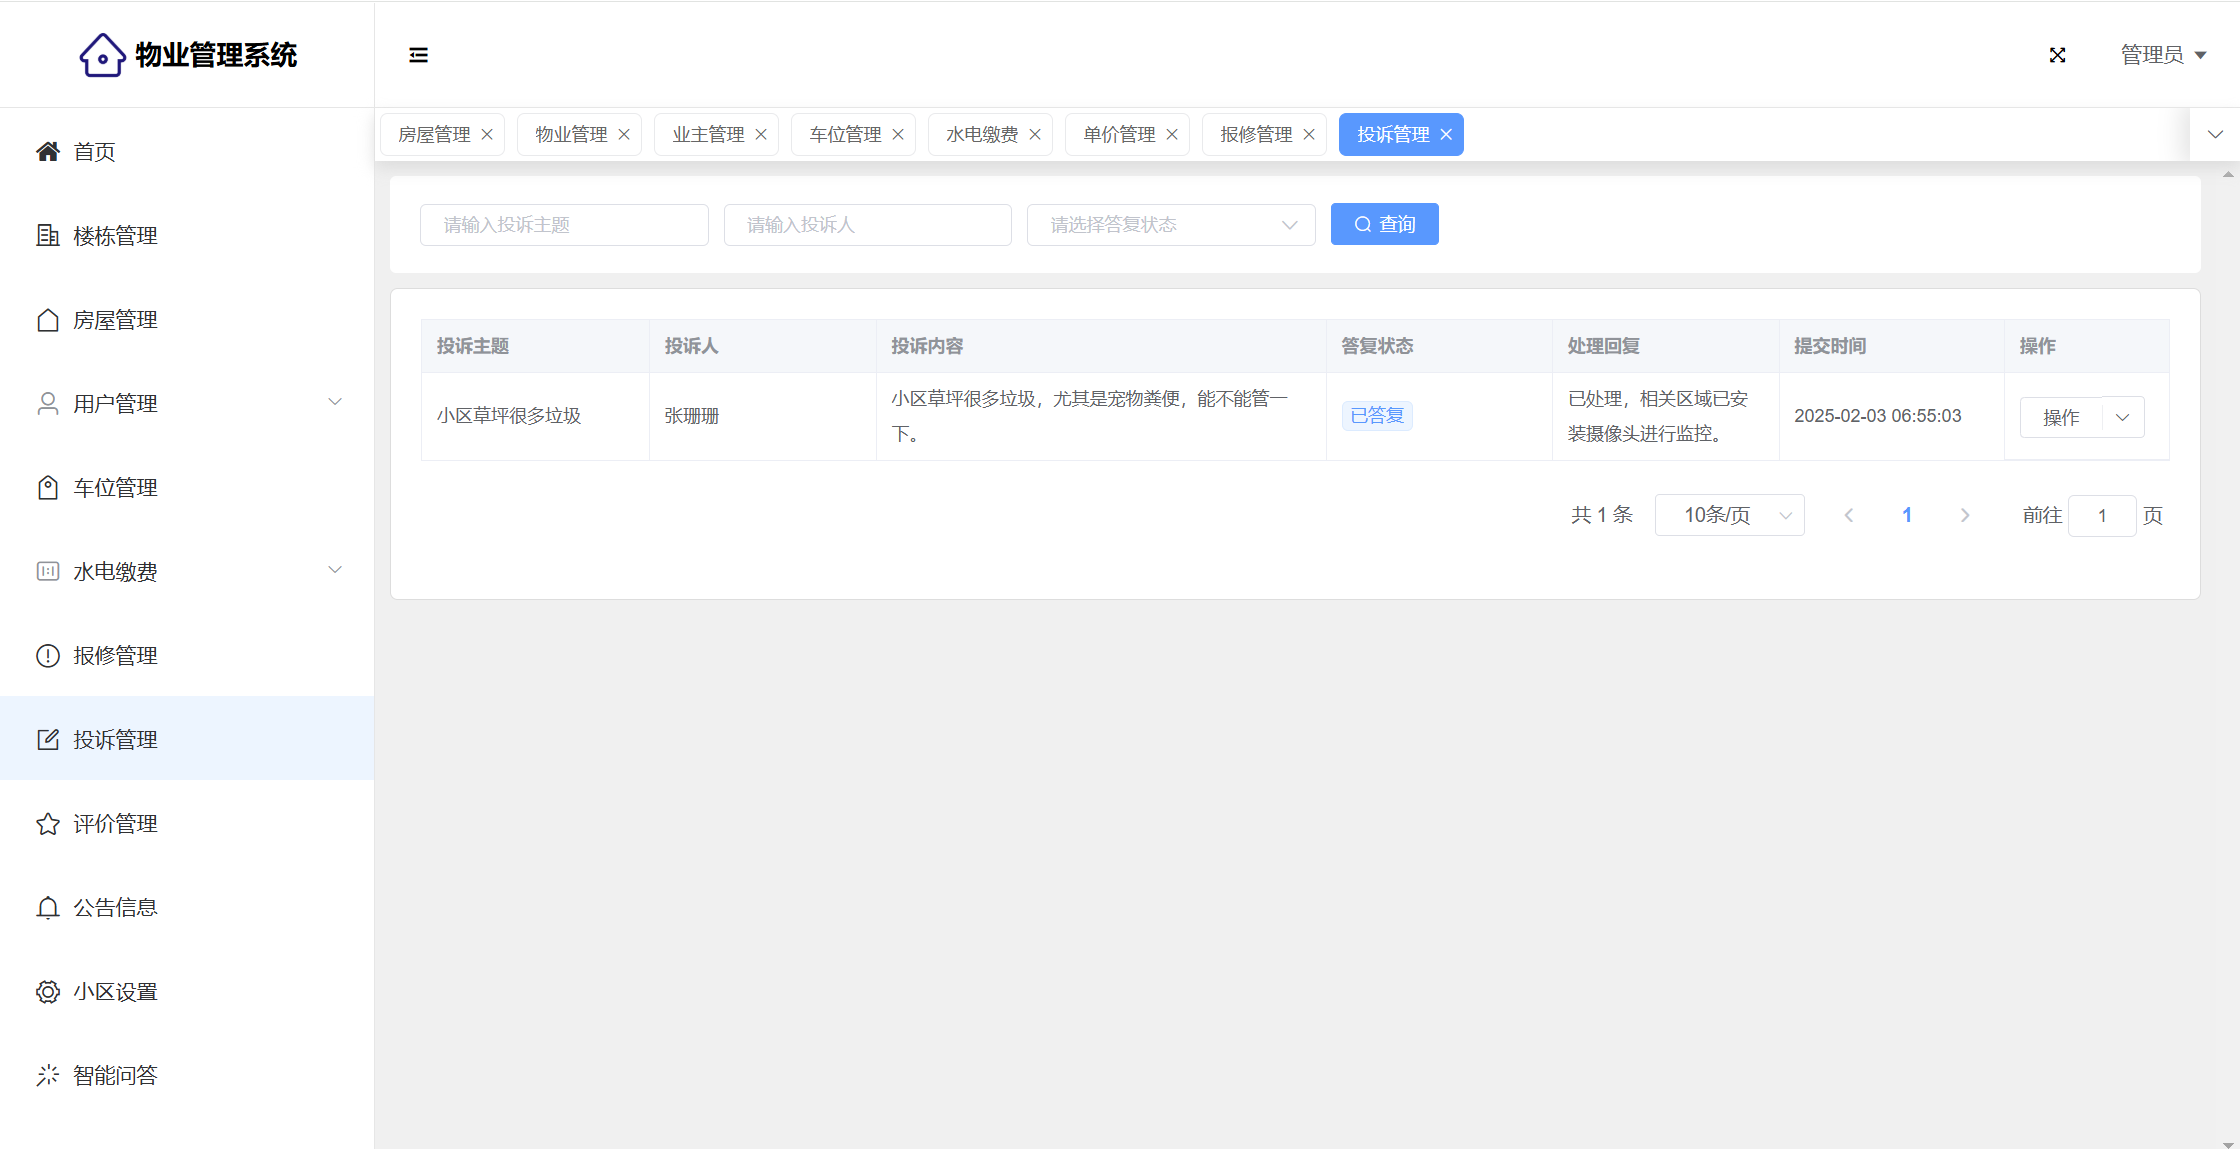 物业管理系统
管理员
首页
楼栋管理
房屋管理
用户管理
车位管理
水电缴费
报修管理
投诉管理
评价管理
公告信息
小区设置
智能问答
房屋管理 物业管理 业主管理 车位管理 水电缴费 单价管理 报修管理 投诉管理
请输入投诉主题 请输入投诉人 请选择答复状态 查询
投诉主题 投诉人 投诉内容 答复状态 处理回复 提交时间 操作
小区草坪很多垃圾 张珊珊 小区草坪很多垃圾，尤其是宠物粪便，能不能管一
下。 已答复 已处理，相关区域已安
装摄像头进行监控。 2025-02-03 06:55:03 操作
共 1 条 10条/页 1 前往 1 页